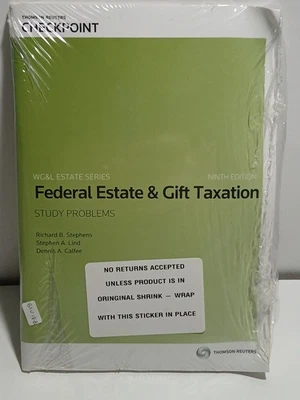 THOMSON REUTERS
CHECKPOINT
WG&L ESTATE SERIES
NINTH EDITION
Federal Estate & Gift Taxation
STUDY PROBLEMS
Richard B. Stephens
Stephen A. Lind
Dennis A. Calfee
NO RETURNS ACCEPTED
UNLESS PRODUCT IS IN
ORINGINAL SHRINK – WRAP
WITH THIS STICKER IN PLACE
THOMSON REUTERS